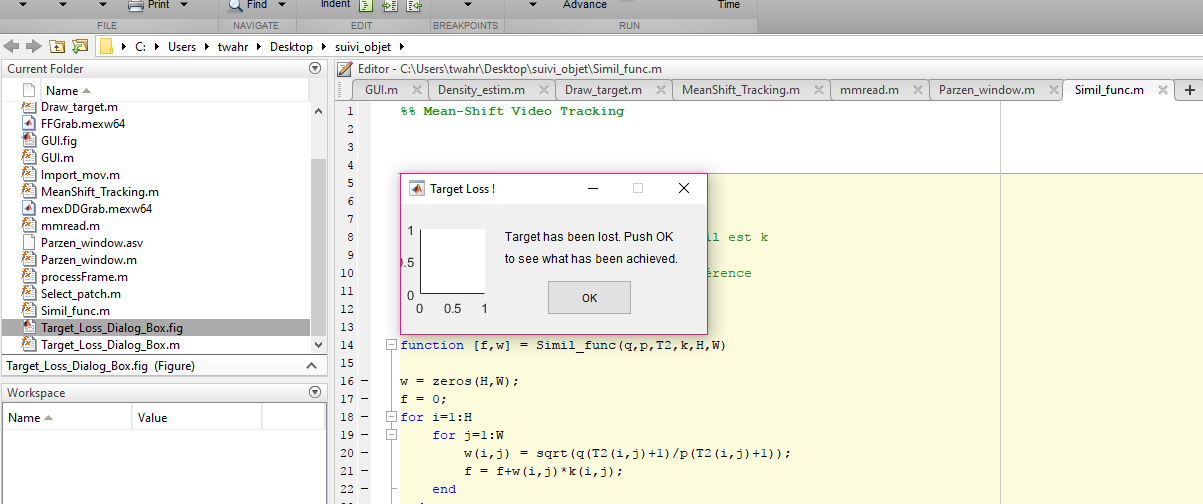 Print
Find
Indent
Advance
Time
FILE
NAVIGATE
EDIT
BREAKPOINTS
RUN
C: Users twahr Desktop suivi_objet
Current Folder
Name
Draw_target.m
FFGrab.mexw64
GUI.fig
GUI.m
Import_mov.m
MeanShift_Tracking.m
mexDDGrab.mexw64
mmread.m
Parzen_window.asv
Parzen_window.m
processFrame.m
Select_patch.m
Simil_func.m
Target_Loss_Dialog_Box.fig
Target_Loss_Dialog_Box.m
Target_Loss_Dialog_Box.fig (Figure)
Workspace
Name Value
Editor - C:\Users\twahr\Desktop\suivi_objet\Simil_func.m
GUI.m Density_estim.m Draw_target.m MeanShift_Tracking.m mmread.m Parzen_window.m Simil_func.m
1 %% Mean-Shift Video Tracking
2
3
4
5
Target Loss !
Target has been lost. Push OK
to see what has been achieved.
OK
1
0.5
0
0 0.5 1
8 il est k
9
10 érence
11
12
13
14 function [f,w] = Simil_func(q,p,T2,k,H,W)
15
16 w = zeros(H,W);
17 f = 0;
18 for i=1:H
19 for j=1:W
20 w(i,j) = sqrt(q(T2(i,j)+1)/p(T2(i,j)+1));
21 f = f+w(i,j)*k(i,j);
22 end